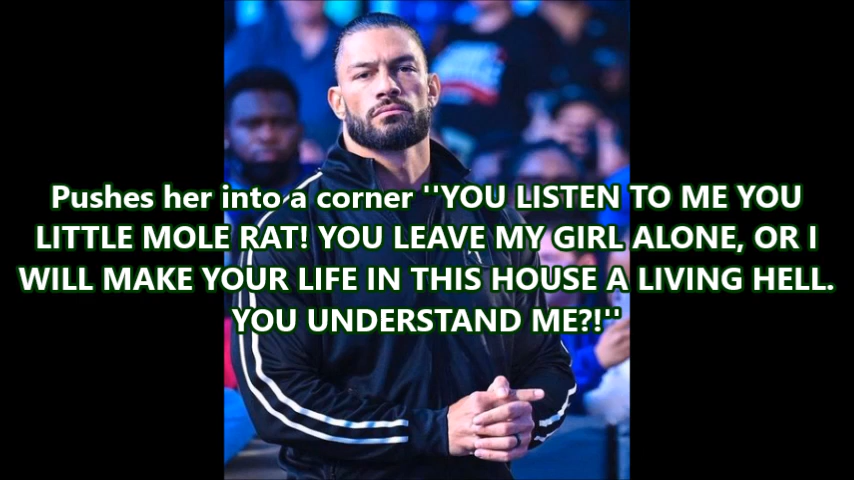 Pushes her into a corner ''YOU LISTEN TO ME YOU
LITTLE MOLE RAT! YOU LEAVE MY GIRL ALONE, OR I
WILL MAKE YOUR LIFE IN THIS HOUSE A LIVING HELL.
YOU UNDERSTAND ME?!''